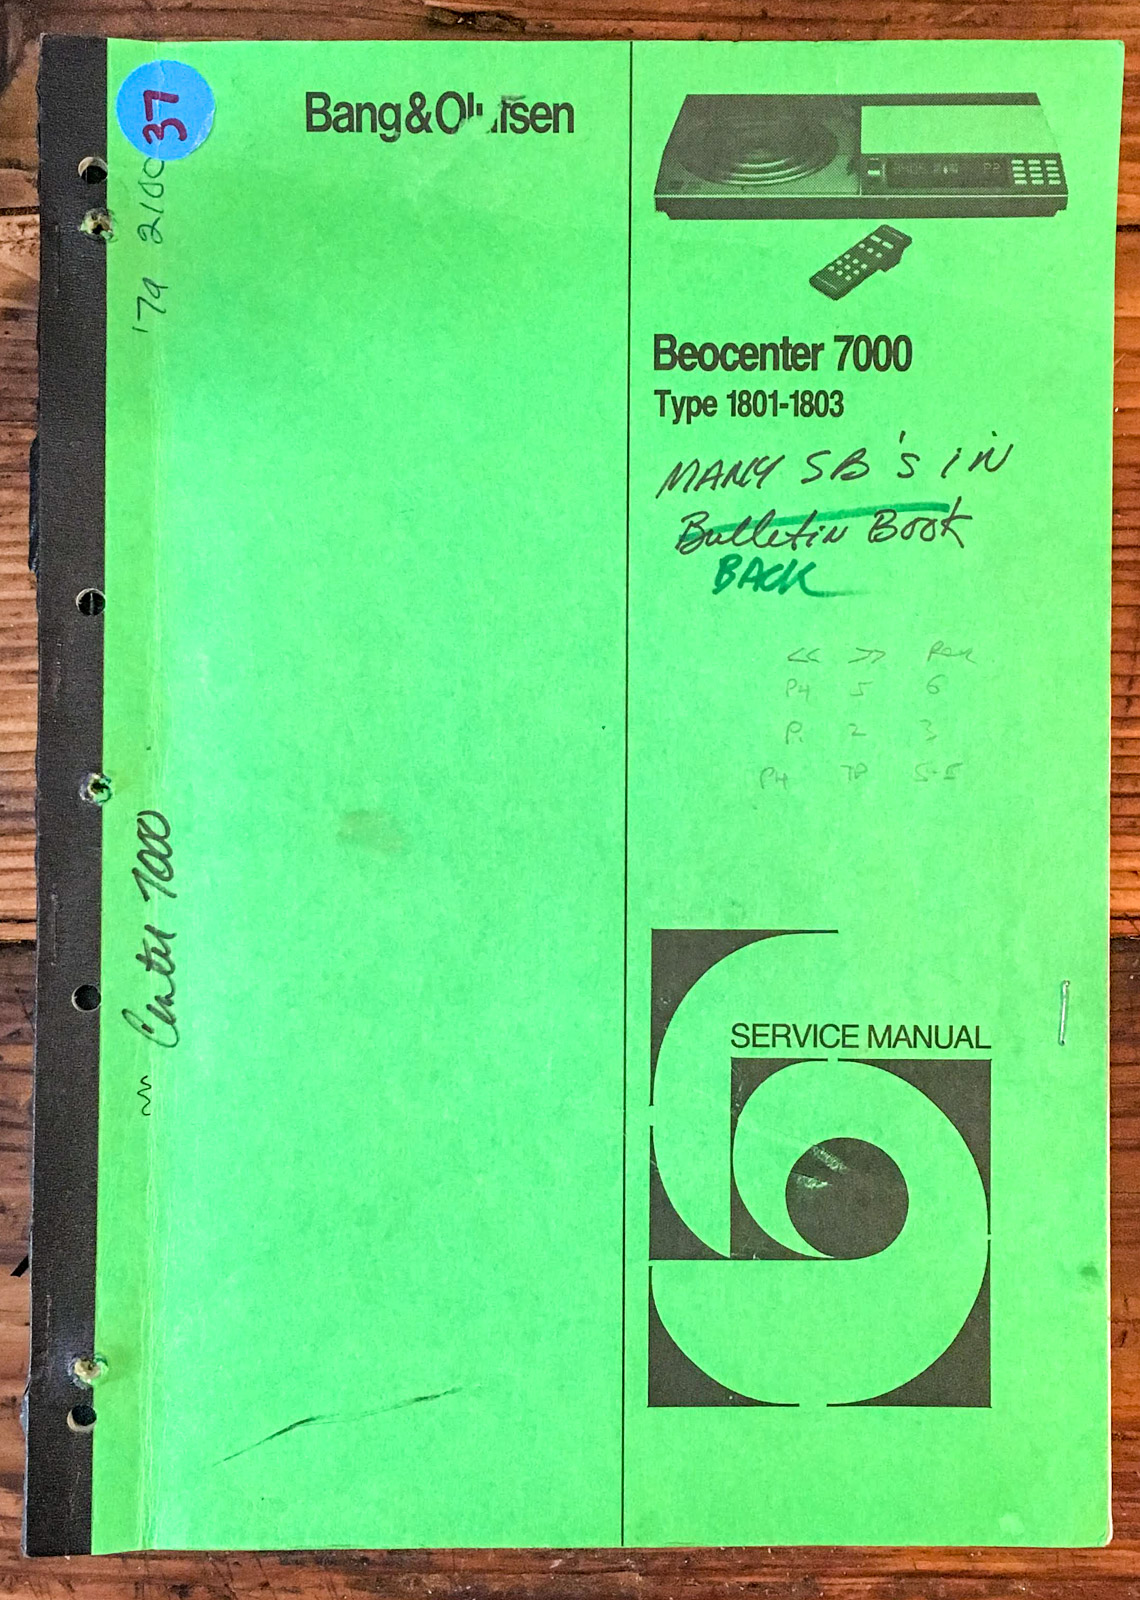 37
'79 2100
Bang & Olufsen
Beocenter 7000
Type 1801-1803
MANY SB's iN
Bulletin Book
BACK
<< >>
P4 5 6
P. 2 3
P4
Center 7000
SERVICE MANUAL